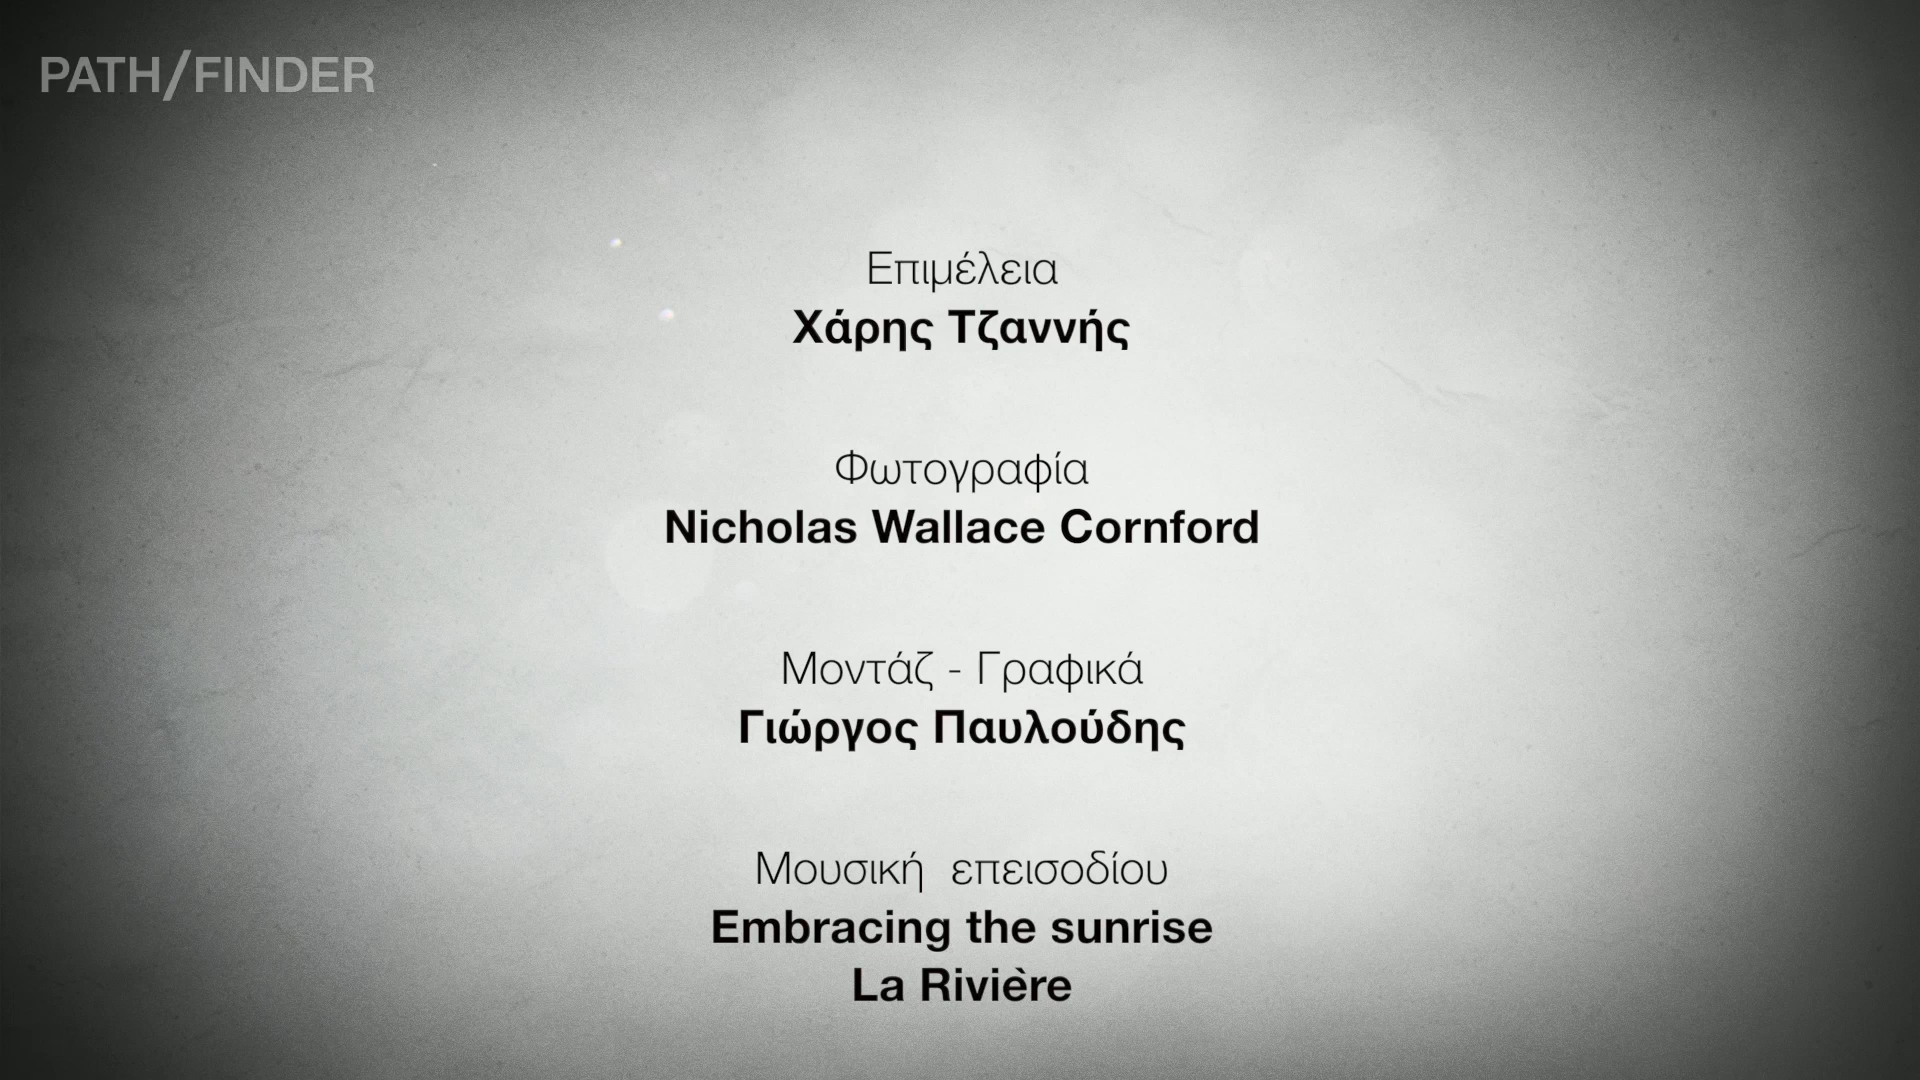 PATH/FINDER
Επιμέλεια
Χάρης Τζαννής
Φωτογραφία
Nicholas Wallace Cornford
Μοντάζ - Γραφικά
Γιώργος Παυλούδης
Μουσική επεισοδίου
Embracing the sunrise
La Rivière